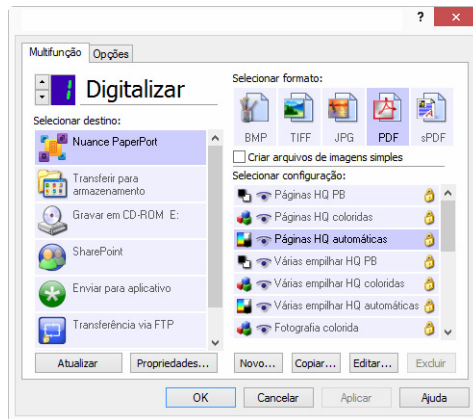 ?
Multifunção
Opções
1
Digitalizar
Selecionar destino:
Nuance PaperPort
Transferir para
armazenamento
Gravar em CD-ROM E:
SharePoint
Enviar para aplicativo
Transferência via FTP
Atualizar
Propriedades...
Selecionar formato:
BMP
TIFF
JPG
PDF
sPDF
Criar arquivos de imagens simples
Selecionar configuração:
Páginas HQ PB
Páginas HQ coloridas
Páginas HQ automáticas
Várias empilhar HQ PB
Várias empilhar HQ coloridas
Várias empilhar HQ automáticas
Fotografia colorida
Novo...
Copiar...
Editar...
Excluir
OK
Cancelar
Aplicar
Ajuda